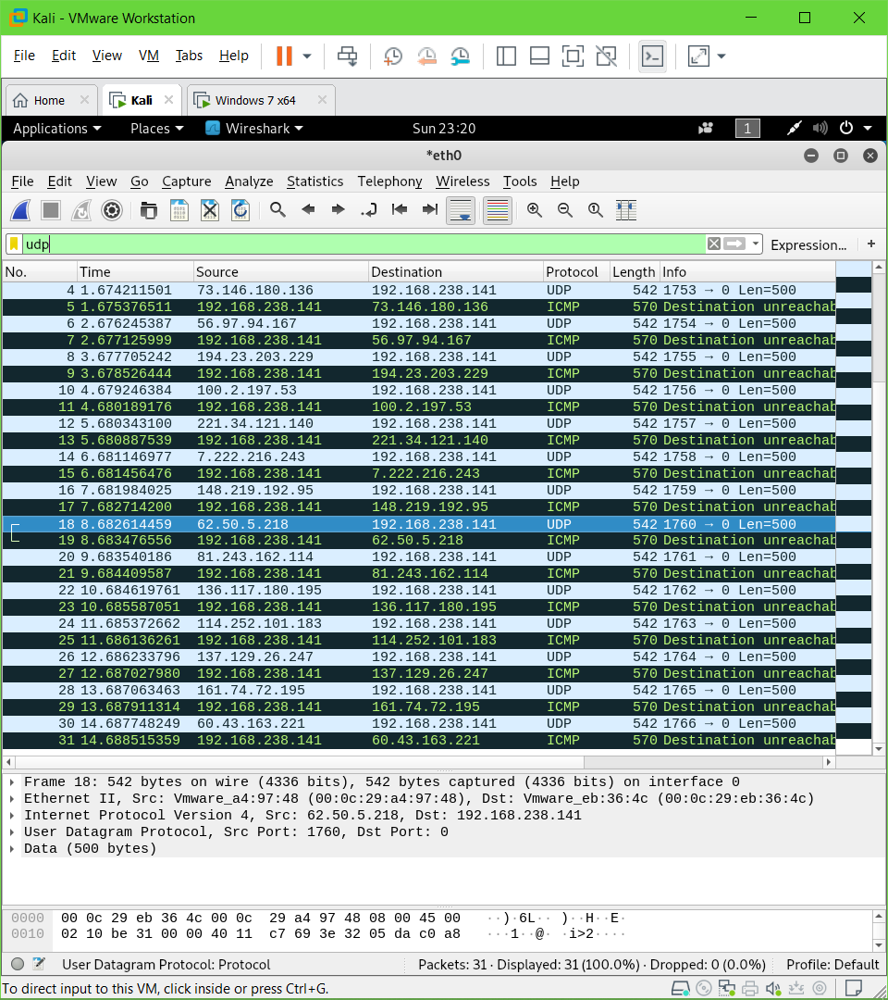 Kali - VMware Workstation
File Edit View VM Tabs Help
Home Kali Windows 7 x64
Applications Places Wireshark Sun 23:20 1
*eth0
File Edit View Go Capture Analyze Statistics Telephony Wireless Tools Help
udp Expression... +
No. Time Source Destination Protocol Length Info
4 1.674211501 73.146.180.136 192.168.238.141 UDP 542 1753 → 0 Len=500
5 1.675376511 192.168.238.141 73.146.180.136 ICMP 570 Destination unreachab
6 2.676245387 56.97.94.167 192.168.238.141 UDP 542 1754 → 0 Len=500
7 2.677125999 192.168.238.141 56.97.94.167 ICMP 570 Destination unreachab
8 3.677705242 194.23.203.229 192.168.238.141 UDP 542 1755 → 0 Len=500
9 3.678526444 192.168.238.141 194.23.203.229 ICMP 570 Destination unreachab
10 4.679246384 100.2.197.53 192.168.238.141 UDP 542 1756 → 0 Len=500
11 4.680189176 192.168.238.141 100.2.197.53 ICMP 570 Destination unreachab
12 5.680343100 221.34.121.140 192.168.238.141 UDP 542 1757 → 0 Len=500
13 5.680887539 192.168.238.141 221.34.121.140 ICMP 570 Destination unreachab
14 6.681146977 7.222.216.243 192.168.238.141 UDP 542 1758 → 0 Len=500
15 6.681456476 192.168.238.141 7.222.216.243 ICMP 570 Destination unreachab
16 7.681984025 148.219.192.95 192.168.238.141 UDP 542 1759 → 0 Len=500
17 7.682714200 192.168.238.141 148.219.192.95 ICMP 570 Destination unreachab
18 8.682614459 62.50.5.218 192.168.238.141 UDP 542 1760 → 0 Len=500
19 8.683476556 192.168.238.141 62.50.5.218 ICMP 570 Destination unreachab
20 9.683540186 81.243.162.114 192.168.238.141 UDP 542 1761 → 0 Len=500
21 9.684409587 192.168.238.141 81.243.162.114 ICMP 570 Destination unreachab
22 10.684619761 136.117.180.195 192.168.238.141 UDP 542 1762 → 0 Len=500
23 10.685587051 192.168.238.141 136.117.180.195 ICMP 570 Destination unreachab
24 11.685372662 114.252.101.183 192.168.238.141 UDP 542 1763 → 0 Len=500
25 11.686136261 192.168.238.141 114.252.101.183 ICMP 570 Destination unreachab
26 12.686233796 137.129.26.247 192.168.238.141 UDP 542 1764 → 0 Len=500
27 12.687027980 192.168.238.141 137.129.26.247 ICMP 570 Destination unreachab
28 13.687063463 161.74.72.195 192.168.238.141 UDP 542 1765 → 0 Len=500
29 13.687911314 192.168.238.141 161.74.72.195 ICMP 570 Destination unreachab
30 14.687748249 60.43.163.221 192.168.238.141 UDP 542 1766 → 0 Len=500
31 14.688515359 192.168.238.141 60.43.163.221 ICMP 570 Destination unreachab
Frame 18: 542 bytes on wire (4336 bits), 542 bytes captured (4336 bits) on interface 0
Ethernet II, Src: Vmware_a4:97:48 (00:0c:29:a4:97:48), Dst: Vmware_eb:36:4c (00:0c:29:eb:36:4c)
Internet Protocol Version 4, Src: 62.50.5.218, Dst: 192.168.238.141
User Datagram Protocol, Src Port: 1760, Dst Port: 0
Data (500 bytes)
0000 00 0c 29 eb 36 4c 00 0c 29 a4 97 48 08 00 45 00 ··)·6L·· )··H··E·
0010 02 10 be 31 00 00 40 11 c7 69 3e 32 05 da c0 a8 ···1··@· ·i>2····
User Datagram Protocol: Protocol Packets: 31 · Displayed: 31 (100.0%) · Dropped: 0 (0.0%) Profile: Default
To direct input to this VM, click inside or press Ctrl+G.